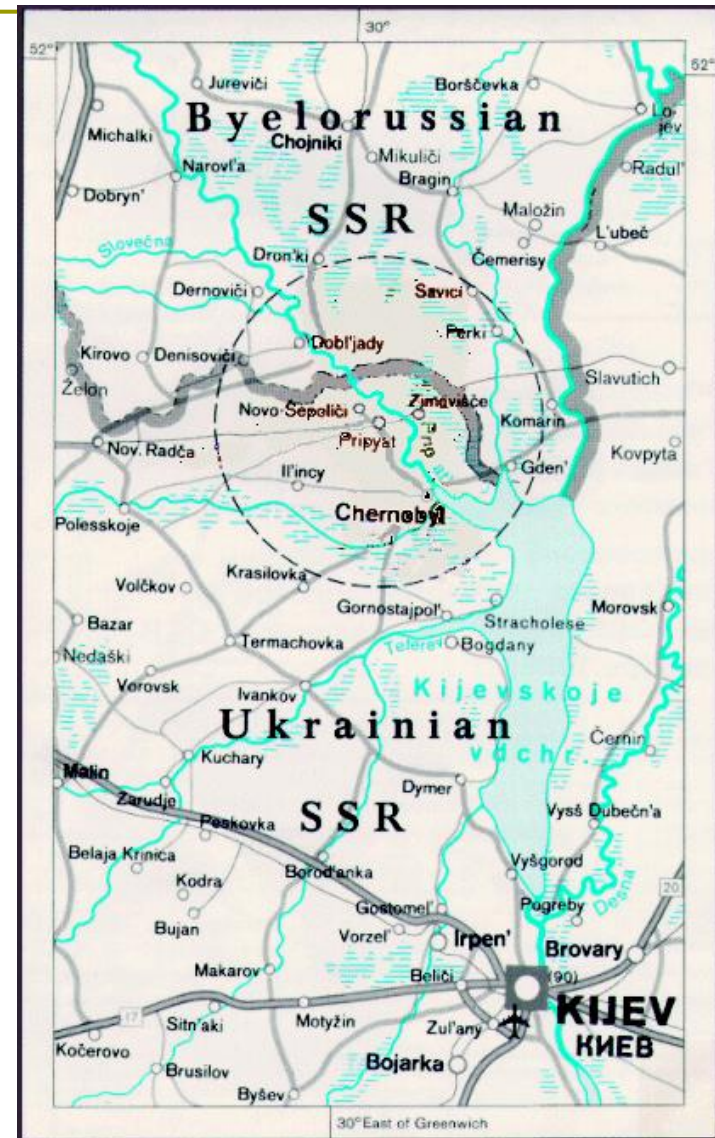 30°
52°
52°
Jureviči
Borščevka
Byelorussian
Lo-
jev
Michalki
Chojniki
Mikuliči
Radul'
Narovl'a
Bragin
Dobryn'
SSR
Maložin
L'ubeč
Slovečna
Čemerisy
Dron'ki
Dernoviči
Savici
Perki
Dobl'jady
Kirovo
Denisoviči
Slavutich
Želon
Zimovišče
Novo Šepeliči
Komarin
Pripyat
Prip
Nov. Radča
Kovpyta
Gden'
Il'incy
Chernobyl
Polesskoje
Krasilovka
Volčkov
Gornostajpol'
Morovsk
Stracholese
Bazar
Termachovka
Teterev
Bogdany
Nedaški
Vorovsk
Ivankov
Kijevskoje
Ukrainian
Černin
Kuchary
vdchr.
Malin
Dymer
Zarudje
SSR
Vysš Dubečn'a
Peskovka
Belaja Krinica
Borod'anka
Vyšgorod
Kodra
20
Gostomel'
Pogreby
Desna
Bujan
Vorzel'
Irpen'
Brovary
Makarov
Beliči
(90)
KIJEV
17
Sitn'aki
Motyžin
Zul'any
КИЕВ
Kočerovo
Bojarka
Brusilov
Byšev
30° East of Greenwich